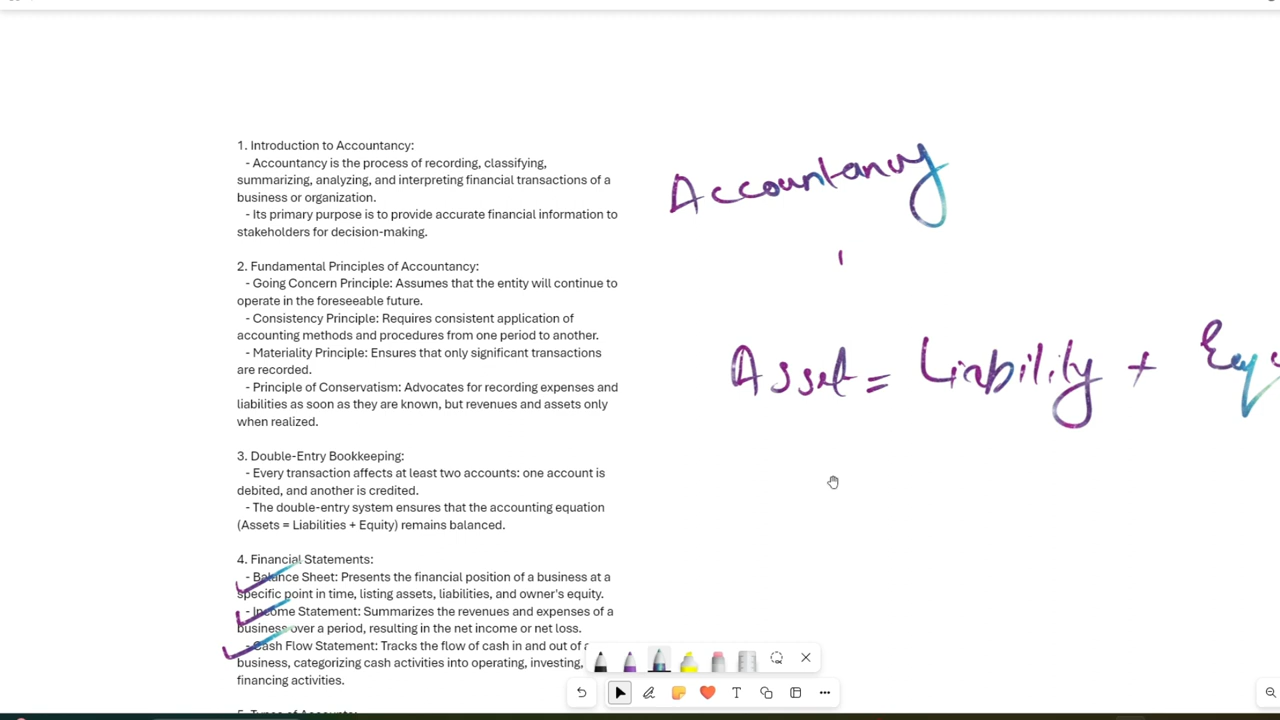 1. Introduction to Accountancy:
- Accountancy is the process of recording, classifying,
summarizing, analyzing, and interpreting financial transactions of a
business or organization.
- Its primary purpose is to provide accurate financial information to
stakeholders for decision-making.
2. Fundamental Principles of Accountancy:
- Going Concern Principle: Assumes that the entity will continue to
operate in the foreseeable future.
- Consistency Principle: Requires consistent application of
accounting methods and procedures from one period to another.
- Materiality Principle: Ensures that only significant transactions
are recorded.
- Principle of Conservatism: Advocates for recording expenses and
liabilities as soon as they are known, but revenues and assets only
when realized.
3. Double-Entry Bookkeeping:
- Every transaction affects at least two accounts: one account is
debited, and another is credited.
- The double-entry system ensures that the accounting equation
(Assets = Liabilities + Equity) remains balanced.
4. Financial Statements:
- Balance Sheet: Presents the financial position of a business at a
specific point in time, listing assets, liabilities, and owner's equity.
- Income Statement: Summarizes the revenues and expenses of a
business over a period, resulting in the net income or net loss.
- Cash Flow Statement: Tracks the flow of cash in and out of a
business, categorizing cash activities into operating, investing,
financing activities.
5. Types of Accounts:
Accountancy
Asset = Liability + Equ